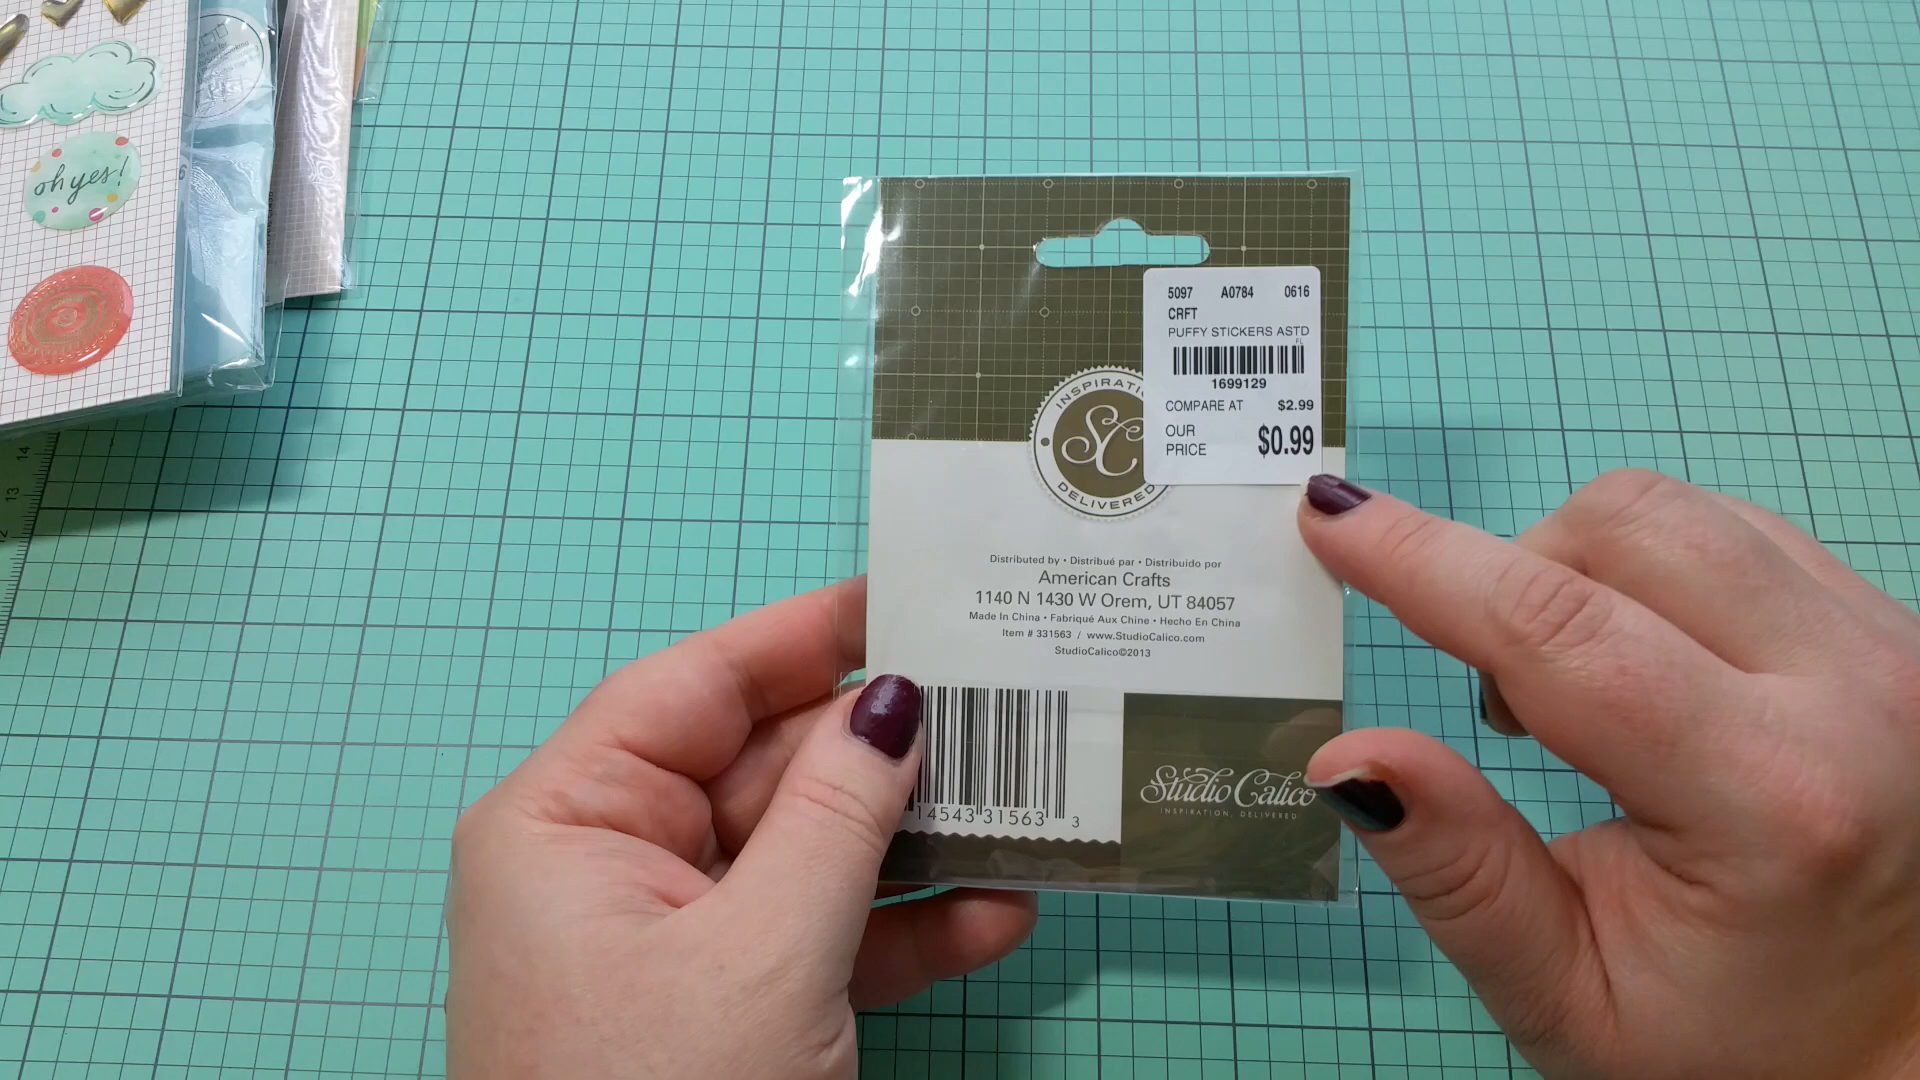 oh yes!
5097 A0784 0616
CRFT
PUFFY STICKERS ASTD
FL
1699129
COMPARE AT $2.99
OUR
PRICE $0.99
INSPIRATI
SC
DELIVERED
Distributed by • Distribué par • Distribuido por
American Crafts
1140 N 1430 W Orem, UT 84057
Made In China • Fabriqué Aux Chine • Hecho En China
Item # 331563 / www.StudioCalico.com
StudioCalico©2013
14543 31563 3
Studio Calico
INSPIRATION, DELIVERED
14
13
12